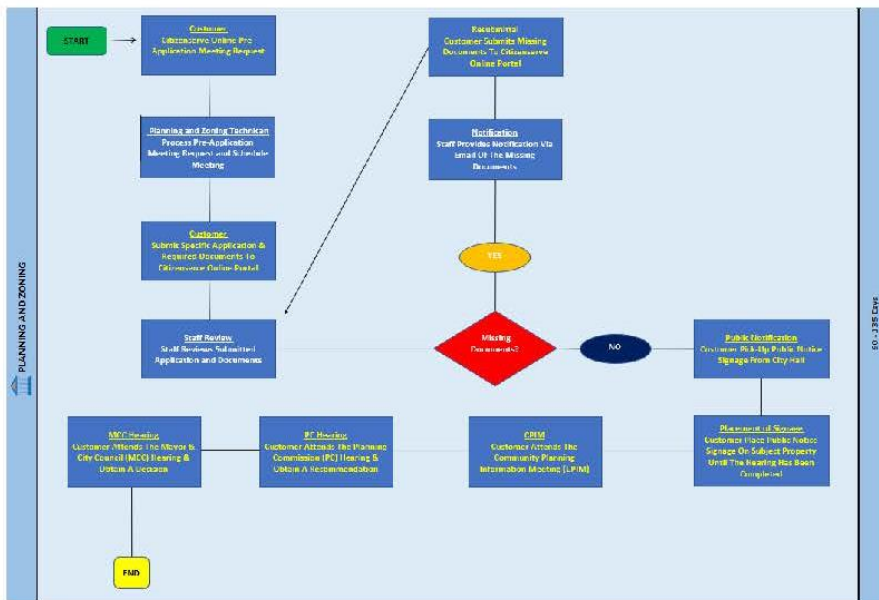 START
Customer
Citizenserve Online Pre
Application Meeting Request
Planning and Zoning Technican
Process Pre-Application
Meeting Request and Schedule
Meeting
Customer
Submit Specific Application &
Required Documents To
Citizenserve Online Portal
Staff Review
Staff Reviews Submitted
Application and Documents
Resubmittal
Customer Submits Missing
Documents To Citizenserve
Online Portal
Notification
Staff Provides Notification Via
Email Of The Missing
Documents
YES
Missing
Documents?
NO
Public Notification
Customer Pick-Up Public Notice
Signage From City Hall
Placement of Signage
Customer Place Public Notice
Signage On Subject Property
Until The Hearing Has Been
Completed
CPIM
Customer Attends The
Community Planning
Information Meeting (CPIM)
PC Hearing
Customer Attends The Planning
Commission (PC) Hearing &
Obtain A Recommendation
MCC Hearing
Customer Attends The Mayor &
City Council (MCC) Hearing &
Obtain A Decision
END
PLANNING AND ZONING
Days